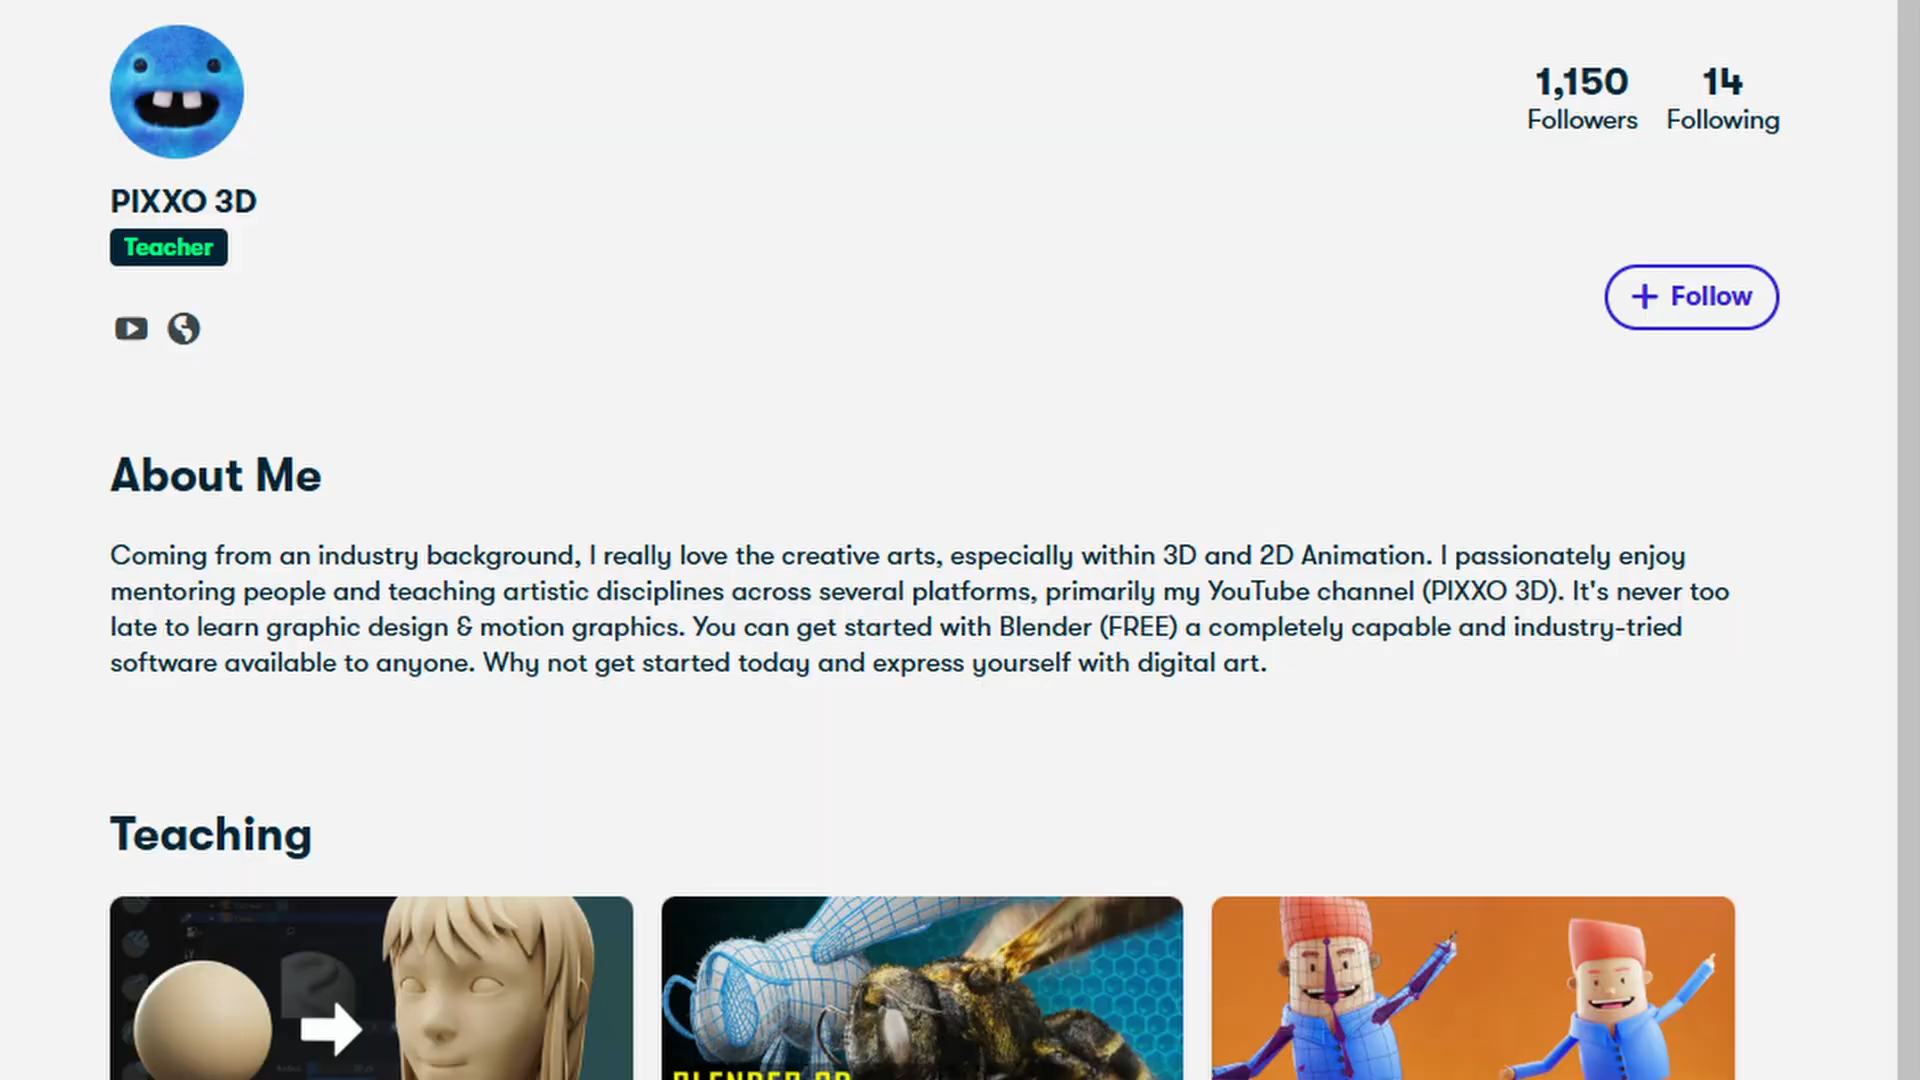 1,150
Followers
14
Following
PIXXO 3D
Teacher
+ Follow
About Me
Coming from an industry background, I really love the creative arts, especially within 3D and 2D Animation. I passionately enjoy
mentoring people and teaching artistic disciplines across several platforms, primarily my YouTube channel (PIXXO 3D). It's never too
late to learn graphic design & motion graphics. You can get started with Blender (FREE) a completely capable and industry-tried
software available to anyone. Why not get started today and express yourself with digital art.
Teaching